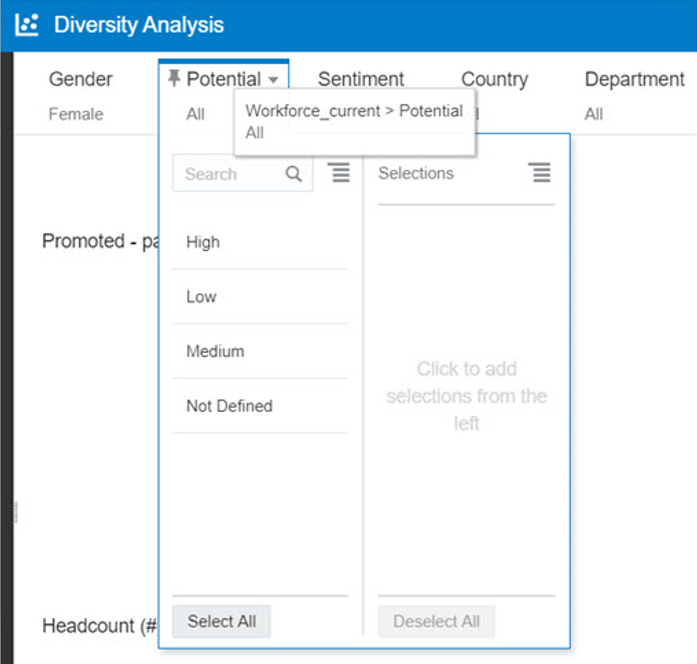 Diversity Analysis
Gender Potential Sentiment Country Department
Female All All
Workforce_current > Potential
All
Search Selections
Promoted - pa
High
Low
Medium
Click to add
selections from the
left
Not Defined
Headcount (#
Select All Deselect All